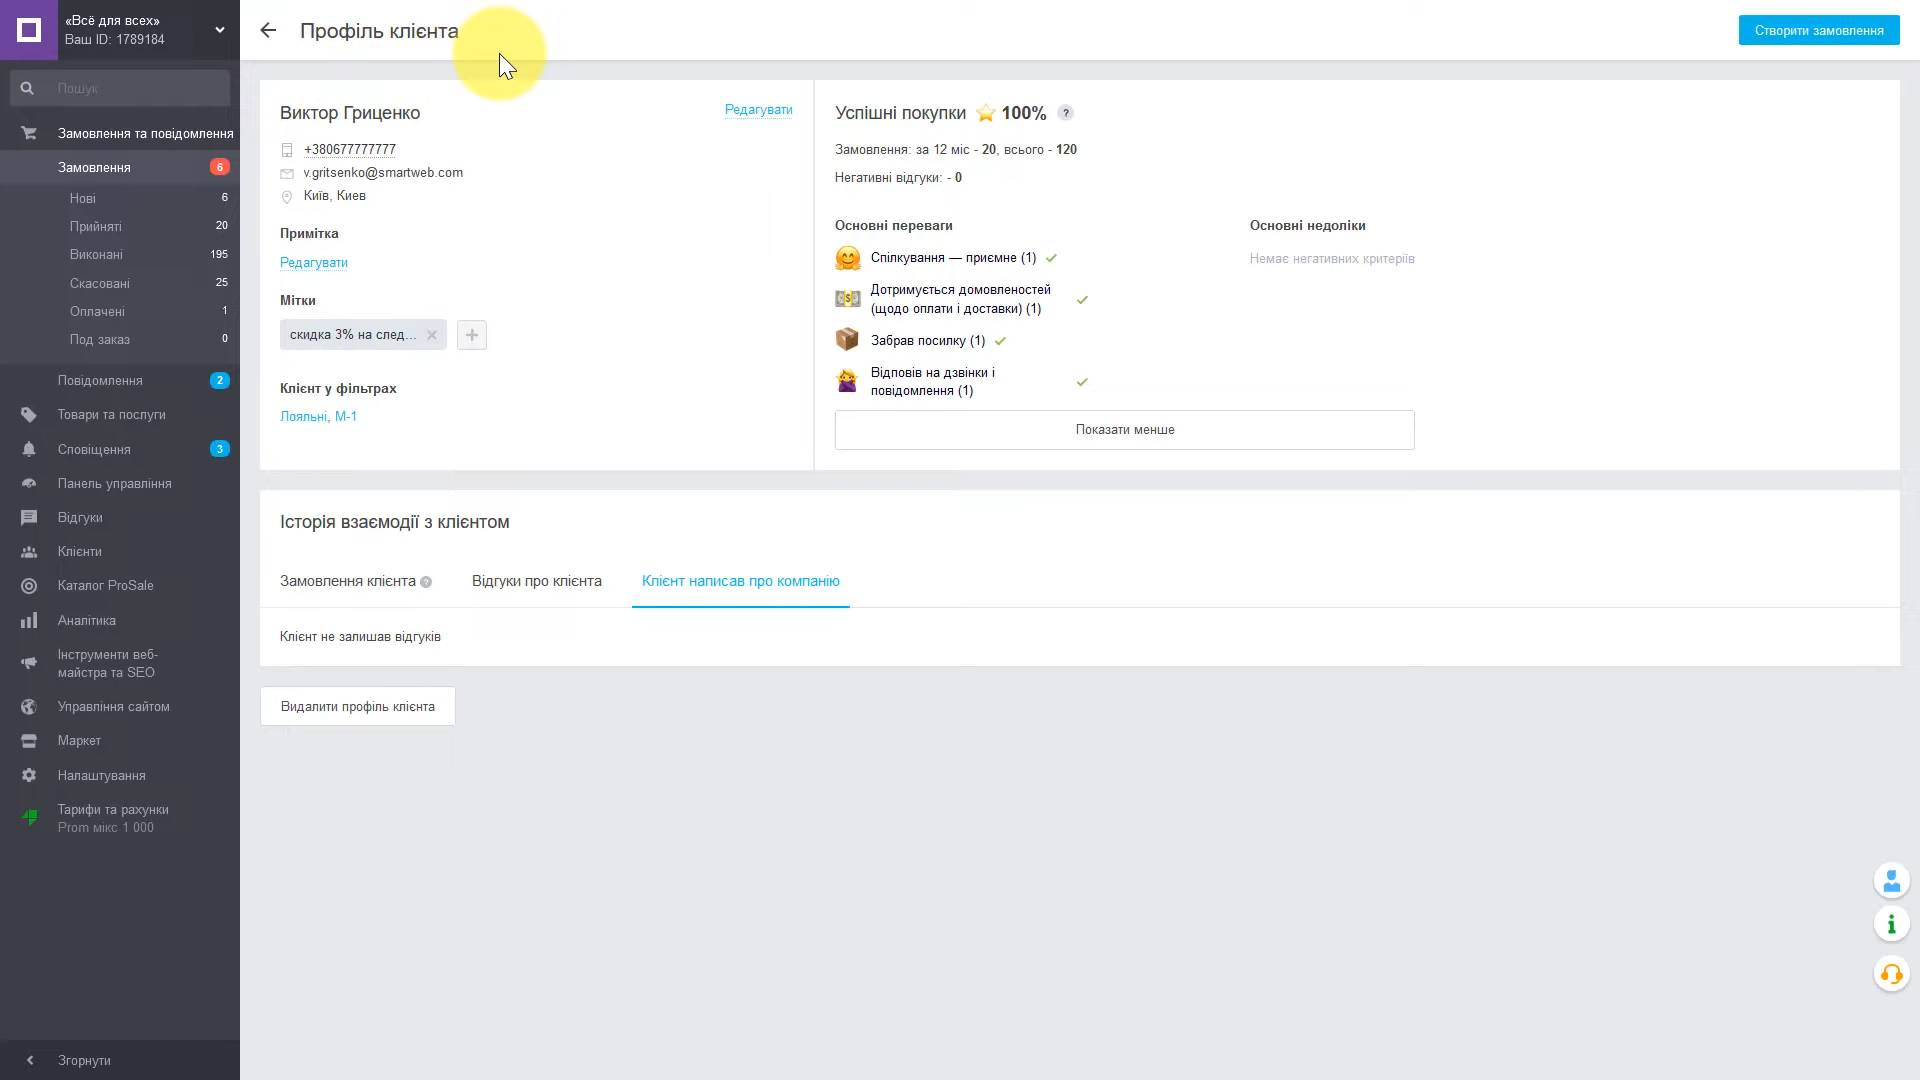 «Всё для всех»
Ваш ID: 1789184
Пошук
Замовлення та повідомлення
Замовлення 6
Нові 6
Прийняті 20
Виконані 195
Скасовані 25
Оплачені 1
Под заказ 0
Повідомлення 2
Товари та послуги
Сповіщення 3
Панель управління
Відгуки
Клієнти
Каталог ProSale
Аналітика
Інструменти веб-
майстра та SEO
Управління сайтом
Маркет
Налаштування
Тарифи та рахунки
Prom мікс 1 000
Згорнути
Профіль клієнта
Створити замовлення
Виктор Гриценко
Редагувати
+380677777777
v.gritsenko@smartweb.com
Київ, Киев
Примітка
Редагувати
Мітки
скидка 3% на след...
Клієнт у фільтрах
Лояльні, М-1
Успішні покупки 100% ?
Замовлення: за 12 міс - 20, всього - 120
Негативні відгуки: - 0
Основні переваги
Спілкування — приємне (1)
Дотримується домовленостей
(щодо оплати і доставки) (1)
Забрав посилку (1)
Відповів на дзвінки і
повідомлення (1)
Основні недоліки
Немає негативних критеріїв
Показати менше
Історія взаємодії з клієнтом
Замовлення клієнта ?
Відгуки про клієнта
Клієнт написав про компанію
Клієнт не залишав відгуків
Видалити профіль клієнта